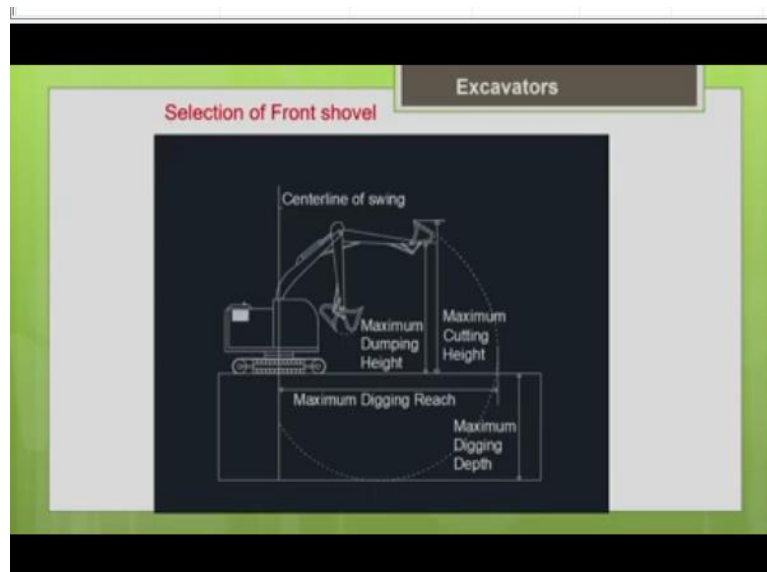 Excavators
Selection of Front shovel
Centerline of swing
Maximum
Dumping
Height
Maximum
Cutting
Height
Maximum Digging Reach
Maximum
Digging
Depth